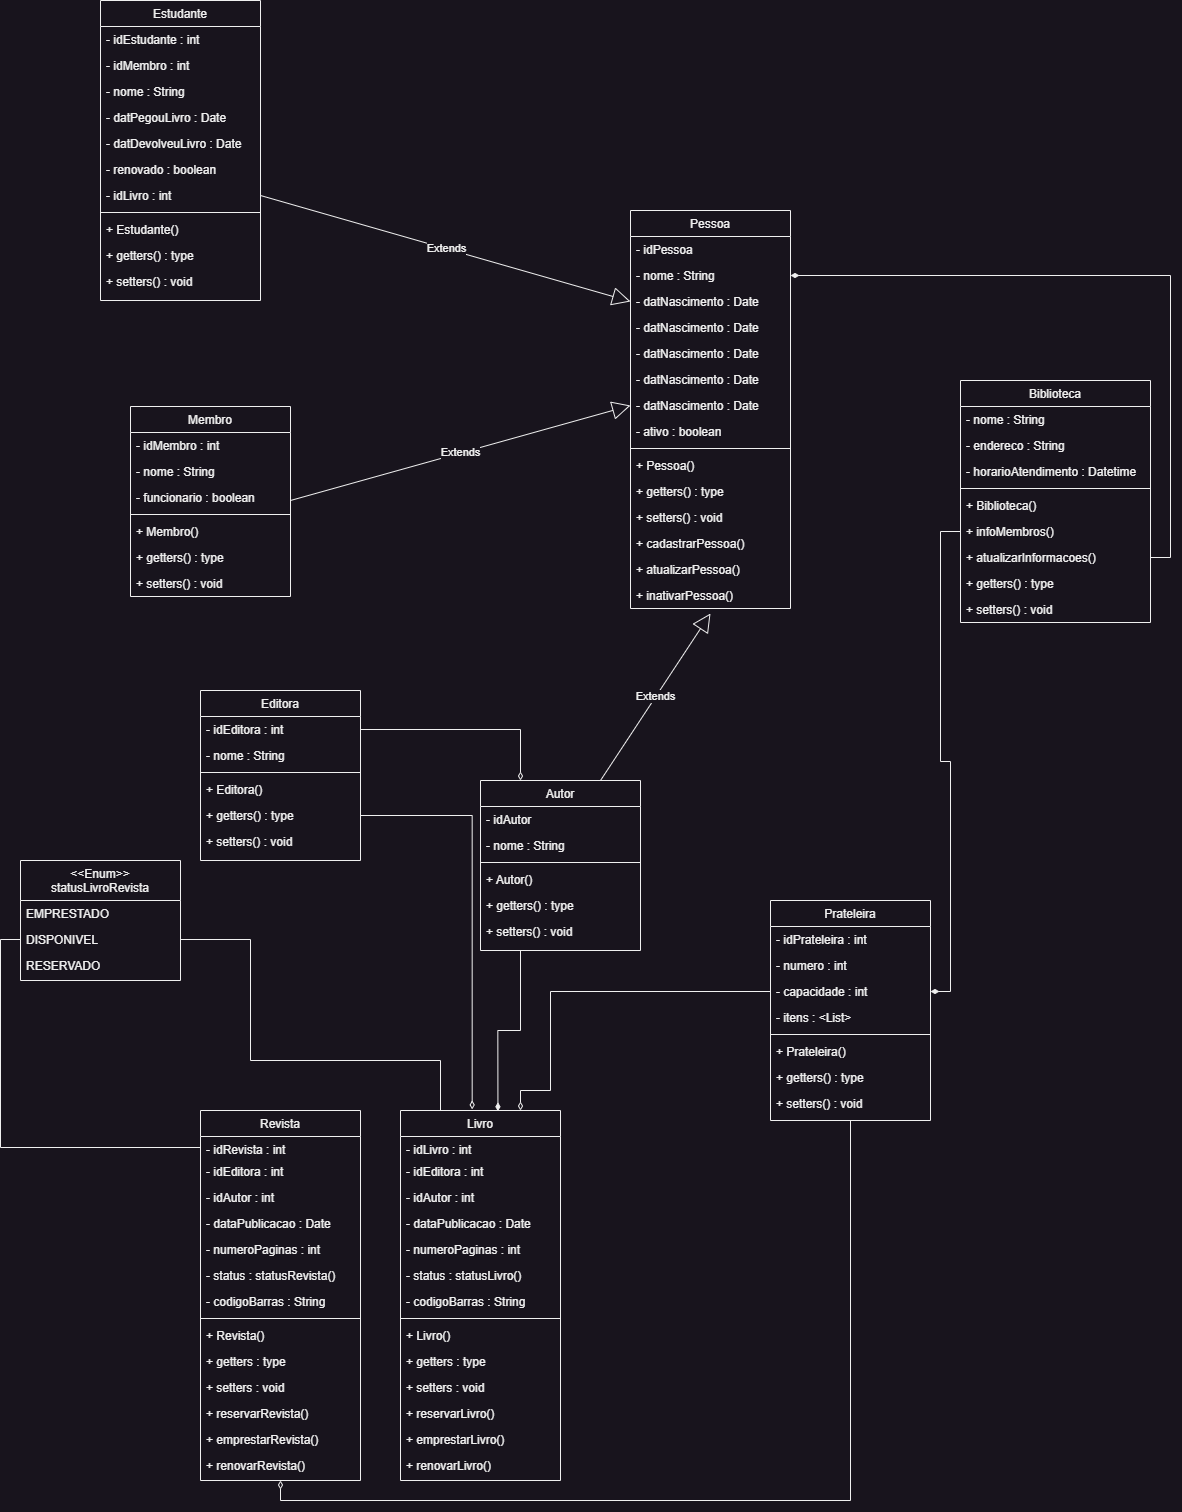 Estudante
- idEstudante : int
- idMembro : int
- nome : String
- datPegouLivro : Date
- datDevolveuLivro : Date
- renovado : boolean
- idLivro : int
+ Estudante()
+ getters() : type
+ setters() : void
Extends
Pessoa
- idPessoa
- nome : String
- datNascimento : Date
- datNascimento : Date
- datNascimento : Date
- datNascimento : Date
- datNascimento : Date
- ativo : boolean
+ Pessoa()
+ getters() : type
+ setters() : void
+ cadastrarPessoa()
+ atualizarPessoa()
+ inativarPessoa()
Biblioteca
- nome : String
- endereco : String
- horarioAtendimento : Datetime
+ Biblioteca()
+ infoMembros()
+ atualizarInformacoes()
+ getters() : type
+ setters() : void
Membro
- idMembro : int
- nome : String
- funcionario : boolean
+ Membro()
+ getters() : type
+ setters() : void
Extends
Extends
Editora
- idEditora : int
- nome : String
+ Editora()
+ getters() : type
+ setters() : void
Autor
- idAutor
- nome : String
+ Autor()
+ getters() : type
+ setters() : void
<<Enum>>
statusLivroRevista
EMPRESTADO
DISPONIVEL
RESERVADO
Prateleira
- idPrateleira : int
- numero : int
- capacidade : int
- itens : <List>
+ Prateleira()
+ getters() : type
+ setters() : void
Revista
- idRevista : int
- idEditora : int
- idAutor : int
- dataPublicacao : Date
- numeroPaginas : int
- status : statusRevista()
- codigoBarras : String
+ Revista()
+ getters : type
+ setters : void
+ reservarRevista()
+ emprestarRevista()
+ renovarRevista()
Livro
- idLivro : int
- idEditora : int
- idAutor : int
- dataPublicacao : Date
- numeroPaginas : int
- status : statusLivro()
- codigoBarras : String
+ Livro()
+ getters : type
+ setters : void
+ reservarLivro()
+ emprestarLivro()
+ renovarLivro()